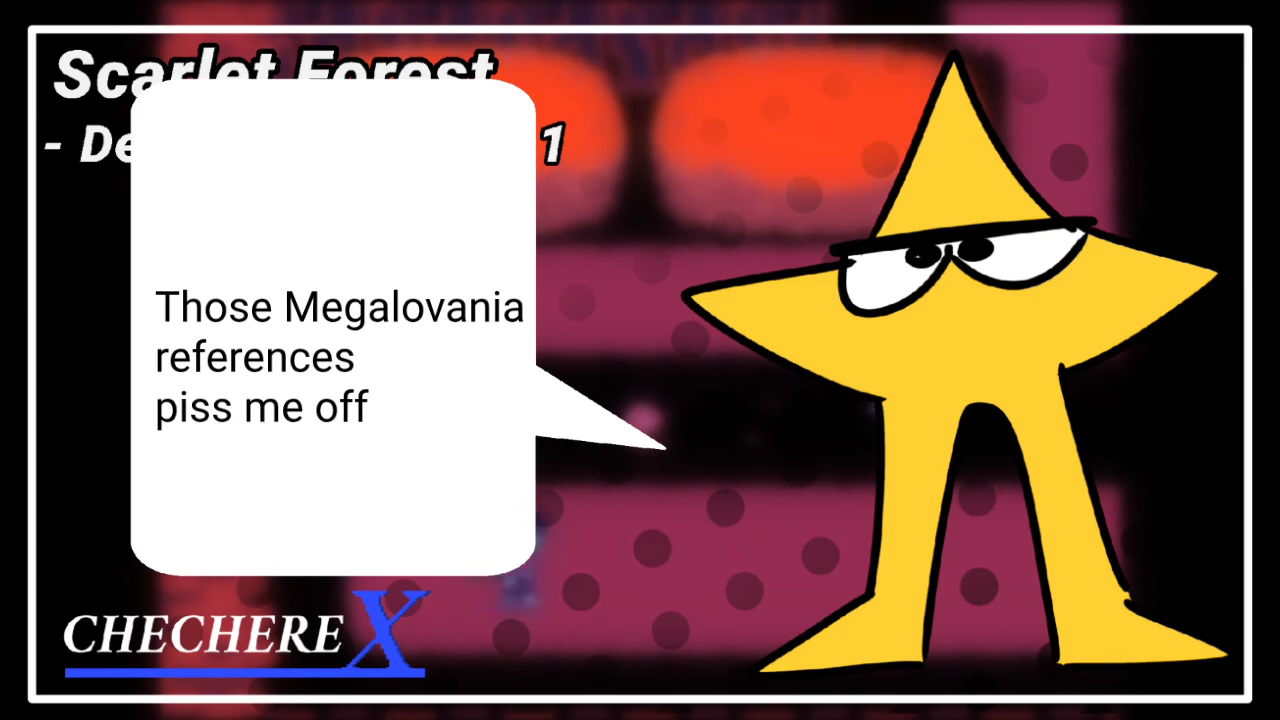 Scarlet Forest
- De 1
Those Megalovania
references
piss me off
CHECHERE X